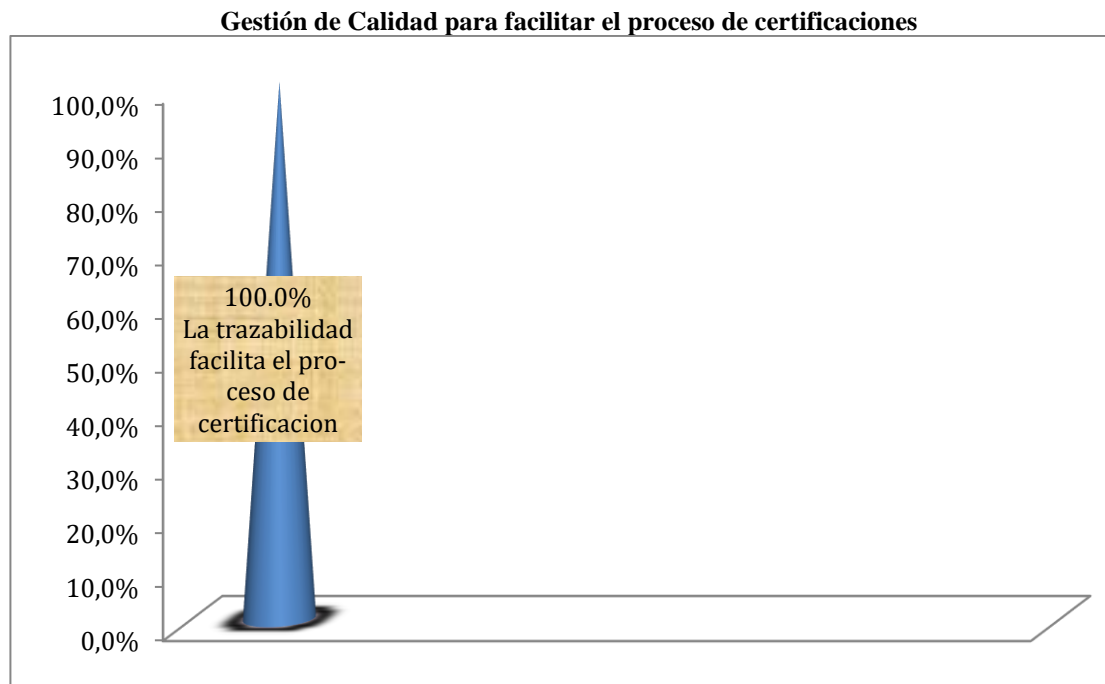 Gestión de Calidad para facilitar el proceso de certificaciones
100,0%
90,0%
80,0%
70,0%
60,0%
50,0%
40,0%
30,0%
20,0%
10,0%
0,0%
100.0%
La trazabilidad
facilita el pro-
ceso de
certificacion